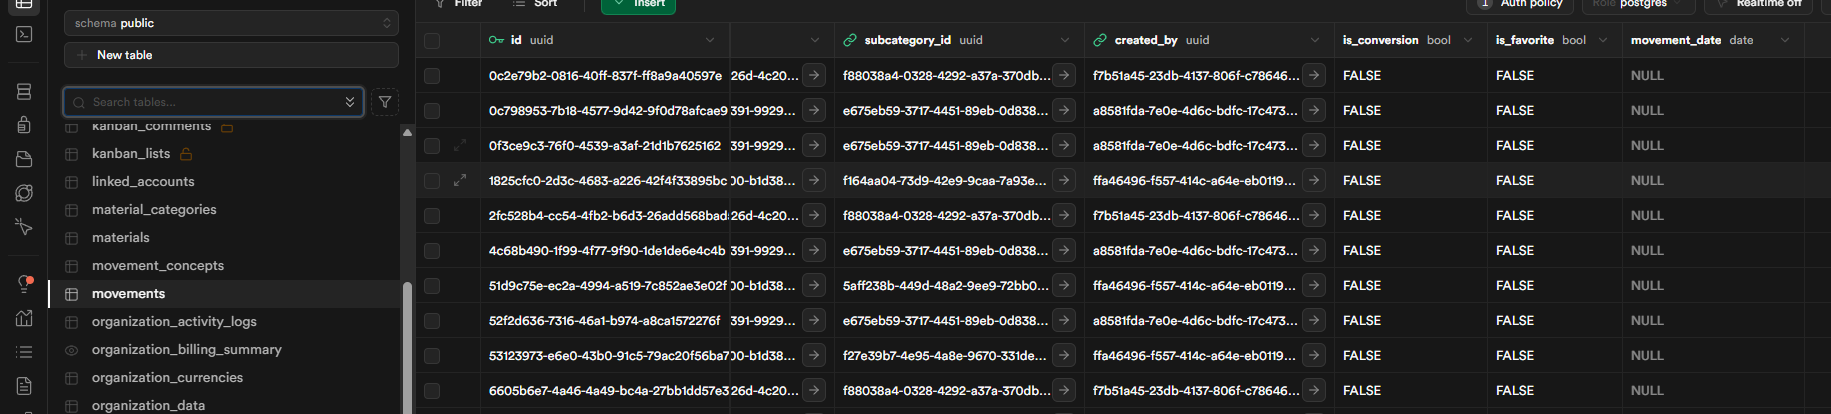 Filter Sort Insert 1 Auth policy Role postgres Realtime off
schema public
New table
Search tables...
kanban_comments
kanban_lists
linked_accounts
material_categories
materials
movement_concepts
movements
organization_activity_logs
organization_billing_summary
organization_currencies
organization_data
id uuid subcategory_id uuid created_by uuid is_conversion bool is_favorite bool movement_date date
0c2e79b2-0816-40ff-837f-ff8a9a40597e 26d-4c20... f88038a4-0328-4292-a37a-370db... f7b51a45-23db-4137-806f-c78646... FALSE FALSE NULL
0c798953-7b18-4577-9d42-9f0d78afcae9 391-9929... e675eb59-3717-4451-89eb-0d838... a8581fda-7e0e-4d6c-bdfc-17c473... FALSE FALSE NULL
0f3ce9c3-76f0-4539-a3af-21d1b7625162 391-9929... e675eb59-3717-4451-89eb-0d838... a8581fda-7e0e-4d6c-bdfc-17c473... FALSE FALSE NULL
1825cfc0-2d3c-4683-a226-42f4f33895bc 00-b1d38... f164aa04-73d9-42e9-9caa-7a93e... ffa46496-f557-414c-a64e-eb0119... FALSE FALSE NULL
2fc528b4-cc54-4fb2-b6d3-26add568bad 26d-4c20... f88038a4-0328-4292-a37a-370db... f7b51a45-23db-4137-806f-c78646... FALSE FALSE NULL
4c68b490-1f99-4f77-9f90-1de1de6e4c4b 391-9929... e675eb59-3717-4451-89eb-0d838... a8581fda-7e0e-4d6c-bdfc-17c473... FALSE FALSE NULL
51d9c75e-ec2a-4994-a519-7c852ae3e02f 00-b1d38... 5aff238b-449d-48a2-9ee9-72bb0... ffa46496-f557-414c-a64e-eb0119... FALSE FALSE NULL
52f2d636-7316-46a1-b974-a8ca1572276f 391-9929... e675eb59-3717-4451-89eb-0d838... a8581fda-7e0e-4d6c-bdfc-17c473... FALSE FALSE NULL
53123973-e6e0-43b0-91c5-79ac20f56ba7 00-b1d38... f27e39b7-4e95-4a8e-9670-331de... ffa46496-f557-414c-a64e-eb0119... FALSE FALSE NULL
6605b6e7-4a46-4a49-bc4a-27bb1dd57e3 26d-4c20... f88038a4-0328-4292-a37a-370db... f7b51a45-23db-4137-806f-c78646... FALSE FALSE NULL